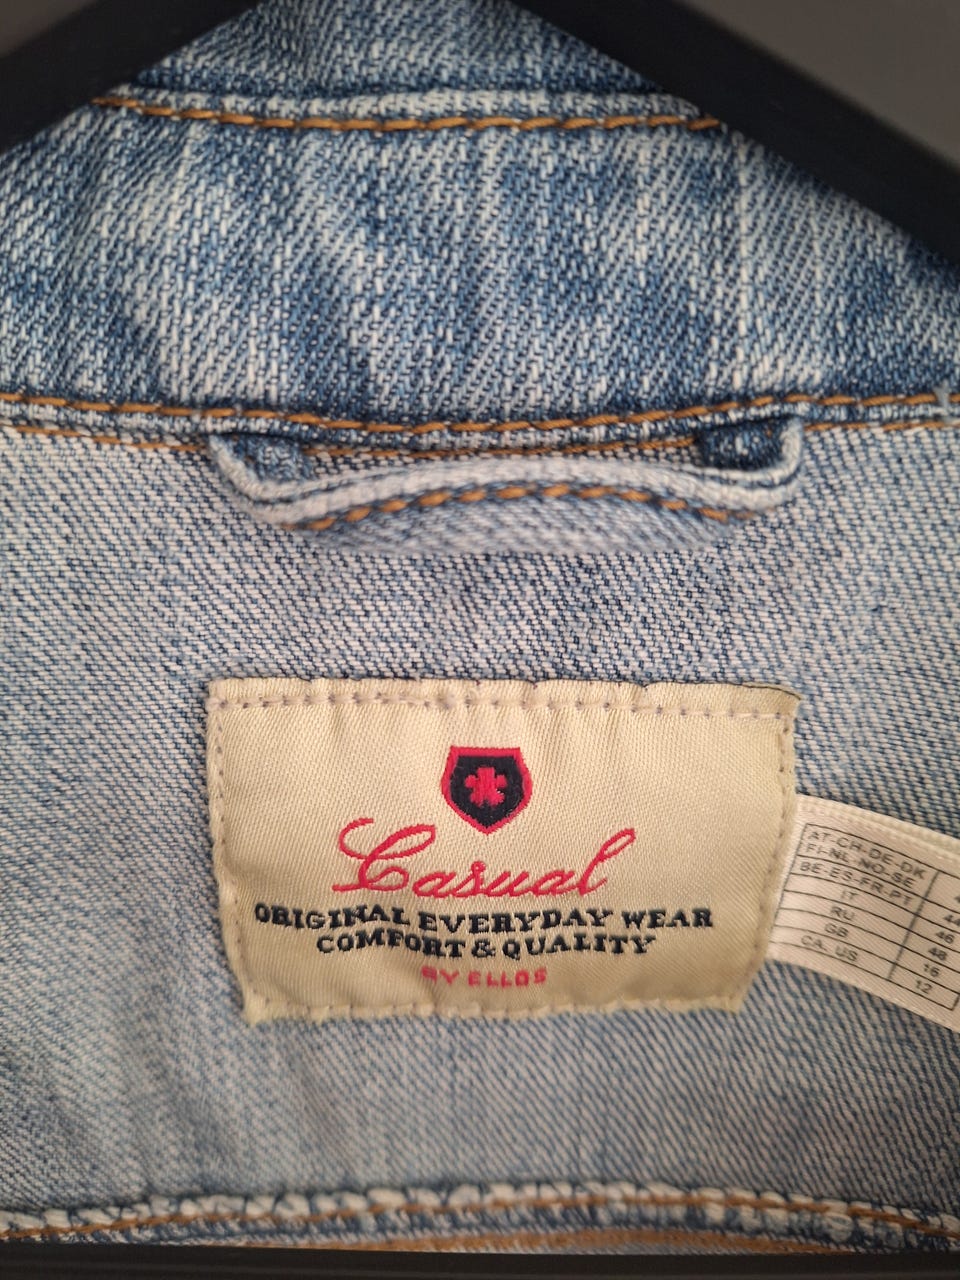 Casual
ORIGINAL EVERYDAY WEAR
COMFORT & QUALITY
BY ELLOS
AT-CH-DE-DK
FI-NL-NO-SE
BE-ES-FR-PT
IT 46
RU 48
GB 16
CA. US 12